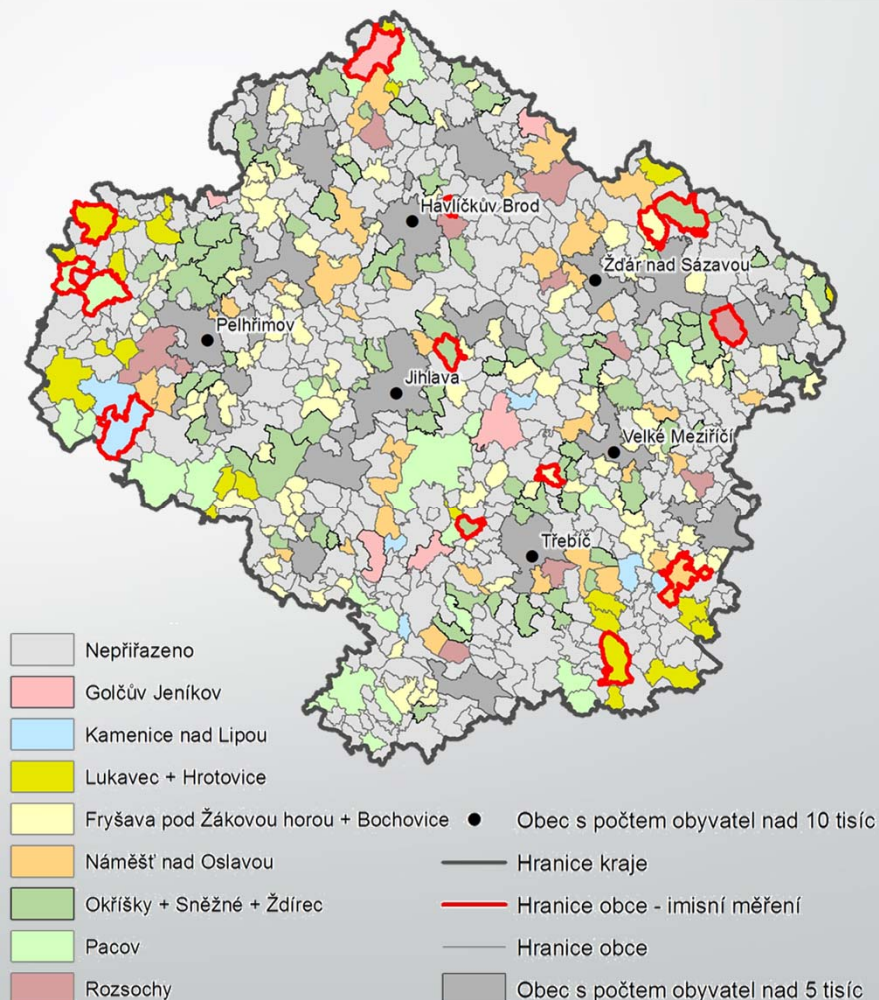 Havlíčkův Brod
Žďár nad Sázavou
Pelhřimov
Jihlava
Velké Meziříčí
Třebíč
Nepřiřazeno
Golčův Jeníkov
Kamenice nad Lipou
Lukavec + Hrotovice
Fryšava pod Žákovou horou + Bochovice
Náměšť nad Oslavou
Okříšky + Sněžné + Ždírec
Pacov
Rozsochy
Obec s počtem obyvatel nad 10 tisíc
Hranice kraje
Hranice obce - imisní měření
Hranice obce
Obec s počtem obyvatel nad 5 tisíc